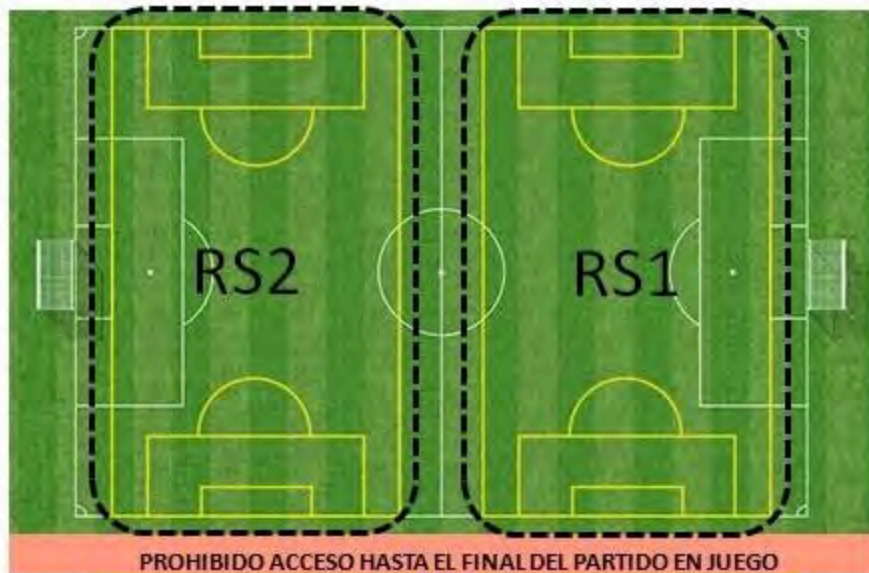 RS2
RS1
PROHIBIDO ACCESO HASTA EL FINAL DEL PARTIDO EN JUEGO